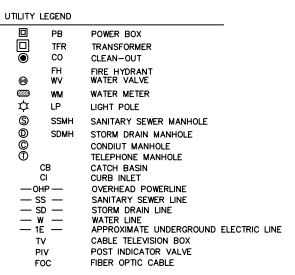 UTILITY LEGEND
PB POWER BOX
TFR TRANSFORMER
CO CLEAN-OUT
FH FIRE HYDRANT
WV WATER VALVE
WM WATER METER
LP LIGHT POLE
S SSMH SANITARY SEWER MANHOLE
D SDMH STORM DRAIN MANHOLE
C CONDIUT MANHOLE
T TELEPHONE MANHOLE
CB CATCH BASIN
CI CURB INLET
—OHP— OVERHEAD POWERLINE
— SS — SANITARY SEWER LINE
— SD — STORM DRAIN LINE
— W — WATER LINE
— 1E — APPROXIMATE UNDERGROUND ELECTRIC LINE
TV CABLE TELEVISION BOX
PIV POST INDICATOR VALVE
FOC FIBER OPTIC CABLE